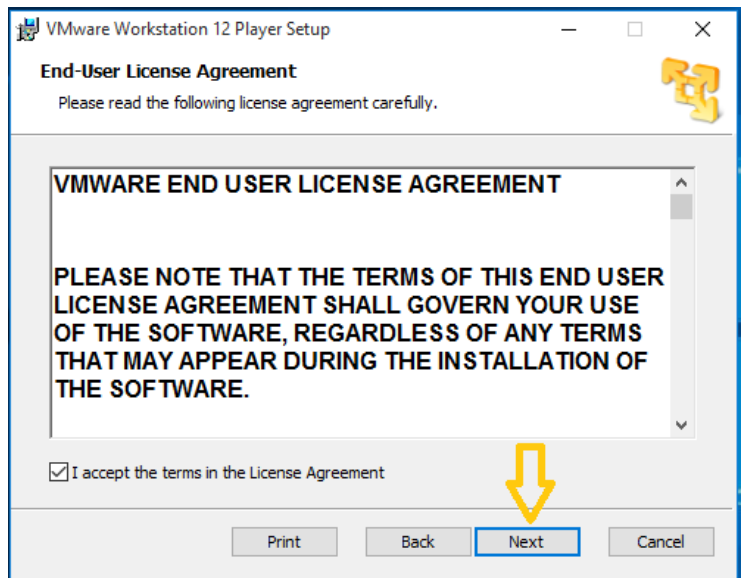 VMware Workstation 12 Player Setup
End-User License Agreement
Please read the following license agreement carefully.
VMWARE END USER LICENSE AGREEMENT
PLEASE NOTE THAT THE TERMS OF THIS END USER
LICENSE AGREEMENT SHALL GOVERN YOUR USE
OF THE SOFTWARE, REGARDLESS OF ANY TERMS
THAT MAY APPEAR DURING THE INSTALLATION OF
THE SOFTWARE.
I accept the terms in the License Agreement
Print Back Next Cancel